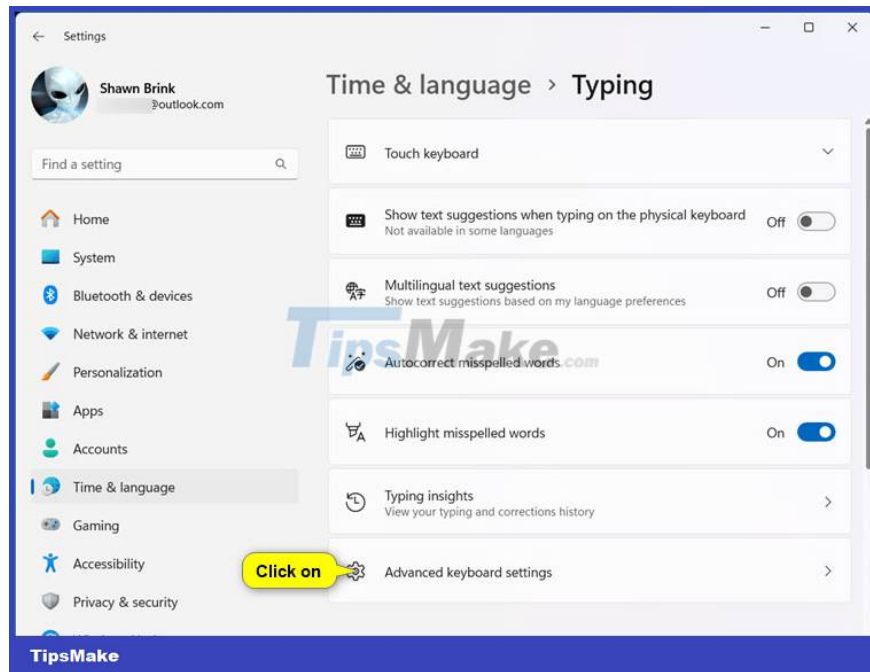 Settings
Shawn Brink
@outlook.com
Find a setting
Home
System
Bluetooth & devices
Network & internet
Personalization
Apps
Accounts
Time & language
Gaming
Accessibility
Privacy & security
Time & language > Typing
Touch keyboard
Show text suggestions when typing on the physical keyboard
Not available in some languages
Off
Multilingual text suggestions
Show text suggestions based on my language preferences
Off
TipsMake.com
Autocorrect misspelled words
On
Highlight misspelled words
On
Typing insights
View your typing and corrections history
Click on
Advanced keyboard settings
TipsMake